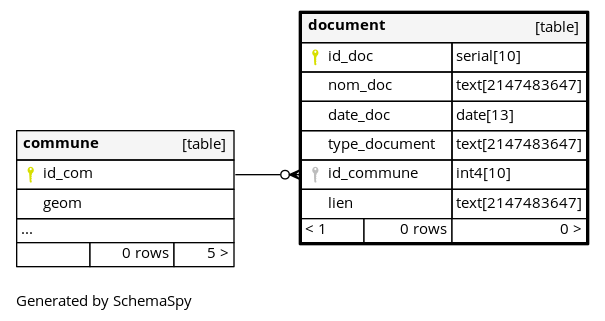 document [table]
id_doc serial[10]
nom_doc text[2147483647]
date_doc date[13]
type_document text[2147483647]
id_commune int4[10]
lien text[2147483647]
< 1 0 rows 0 >
commune [table]
id_com
geom
...
0 rows 5 >
Generated by SchemaSpy